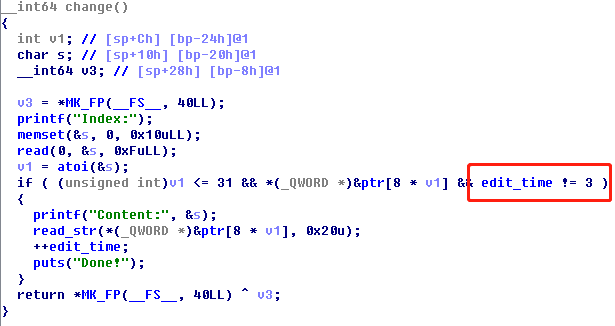 __int64 change()
{
  int v1; // [sp+Ch] [bp-24h]@1
  char s; // [sp+10h] [bp-20h]@1
  __int64 v3; // [sp+28h] [bp-8h]@1

  v3 = *MK_FP(__FS__, 40LL);
  printf("Index:");
  memset(&s, 0, 0x10uLL);
  read(0, &s, 0xFuLL);
  v1 = atoi(&s);
  if ( (unsigned int)v1 <= 31 && *(_QWORD *)&ptr[8 * v1] && edit_time != 3 )
  {
    printf("Content:", &s);
    read_str(*(_QWORD *)&ptr[8 * v1], 0x20u);
    ++edit_time;
    puts("Done!");
  }
  return *MK_FP(__FS__, 40LL) ^ v3;
}